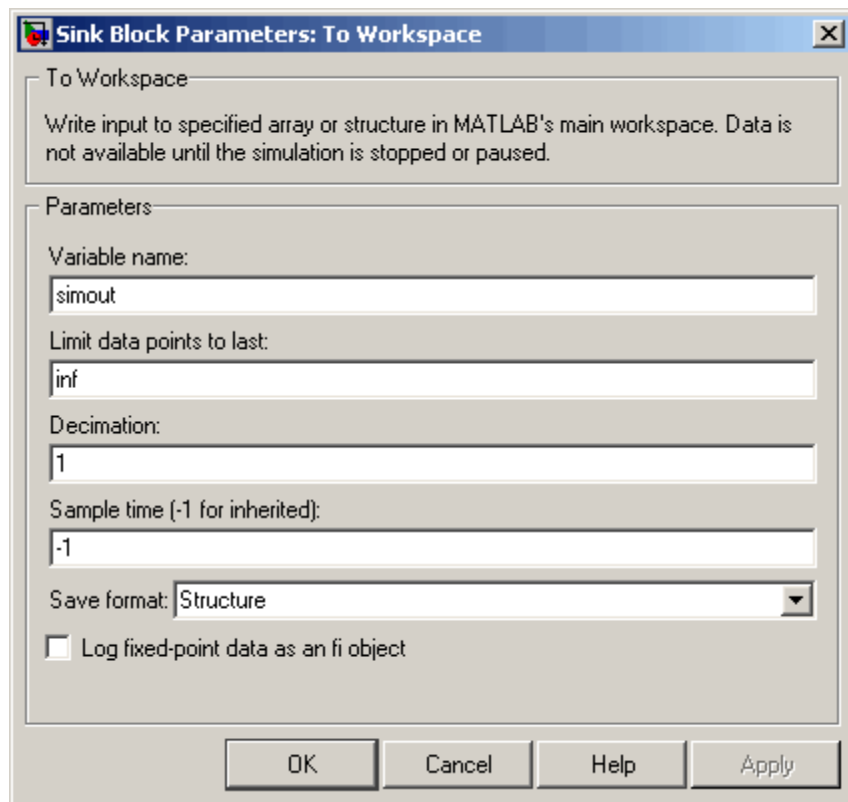 Sink Block Parameters: To Workspace
To Workspace
Write input to specified array or structure in MATLAB's main workspace. Data is
not available until the simulation is stopped or paused.
Parameters
Variable name:
simout
Limit data points to last:
inf
Decimation:
1
Sample time (-1 for inherited):
-1
Save format: Structure
Log fixed-point data as an fi object
OK Cancel Help Apply